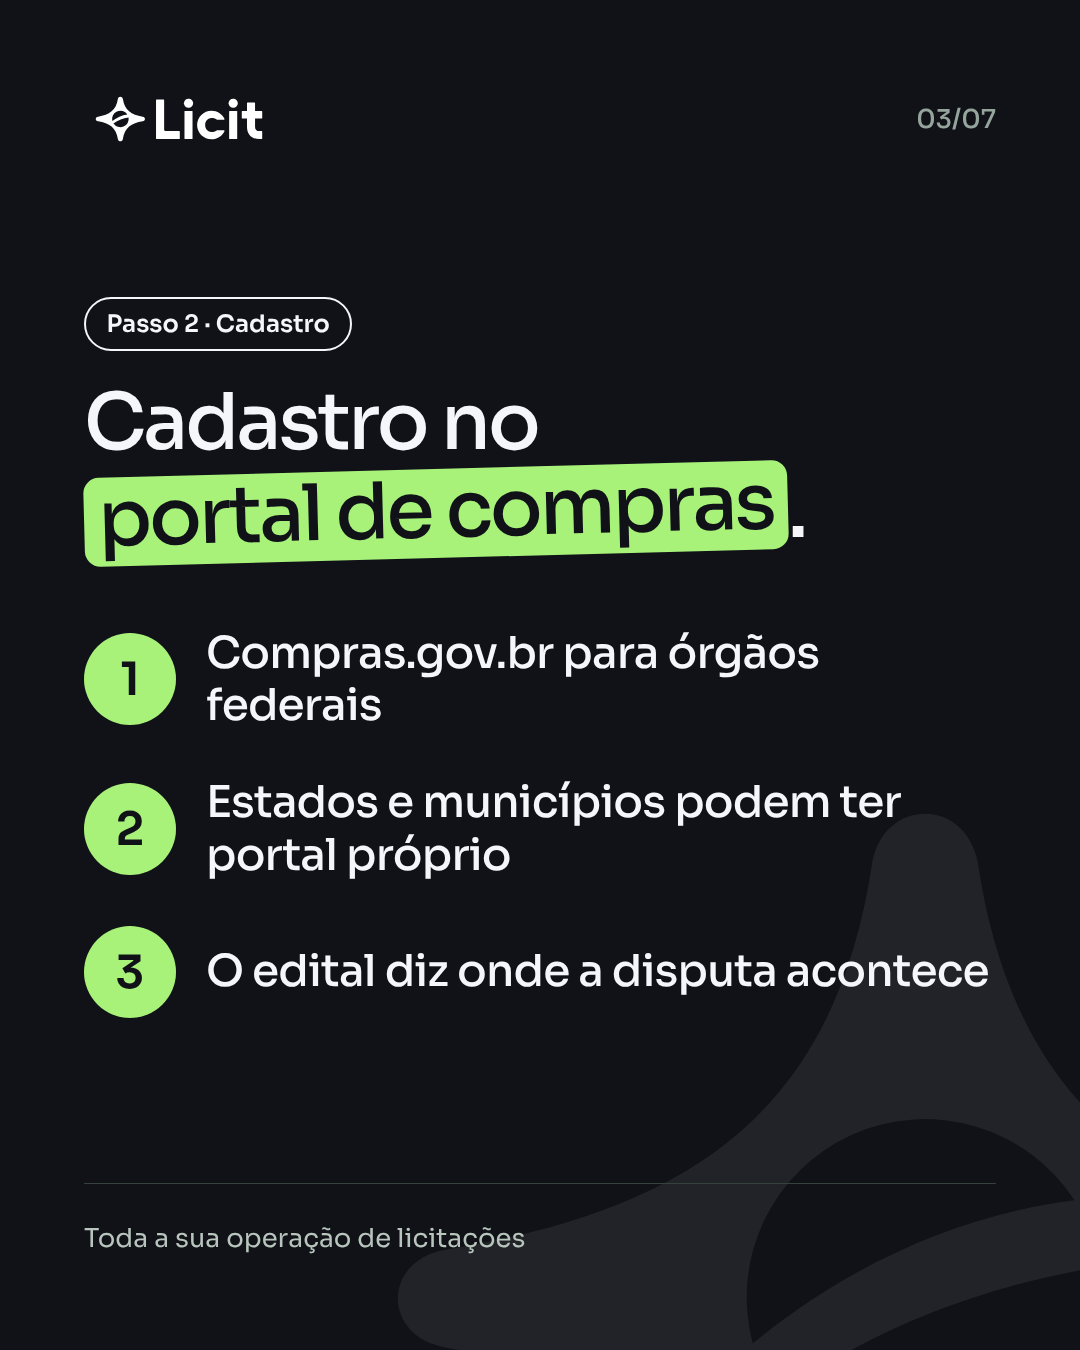 Licit
03/07
Passo 2 · Cadastro
Cadastro no
portal de compras.
1
Compras.gov.br para órgãos
federais
2
Estados e municípios podem ter
portal próprio
3
O edital diz onde a disputa acontece
Toda a sua operação de licitações